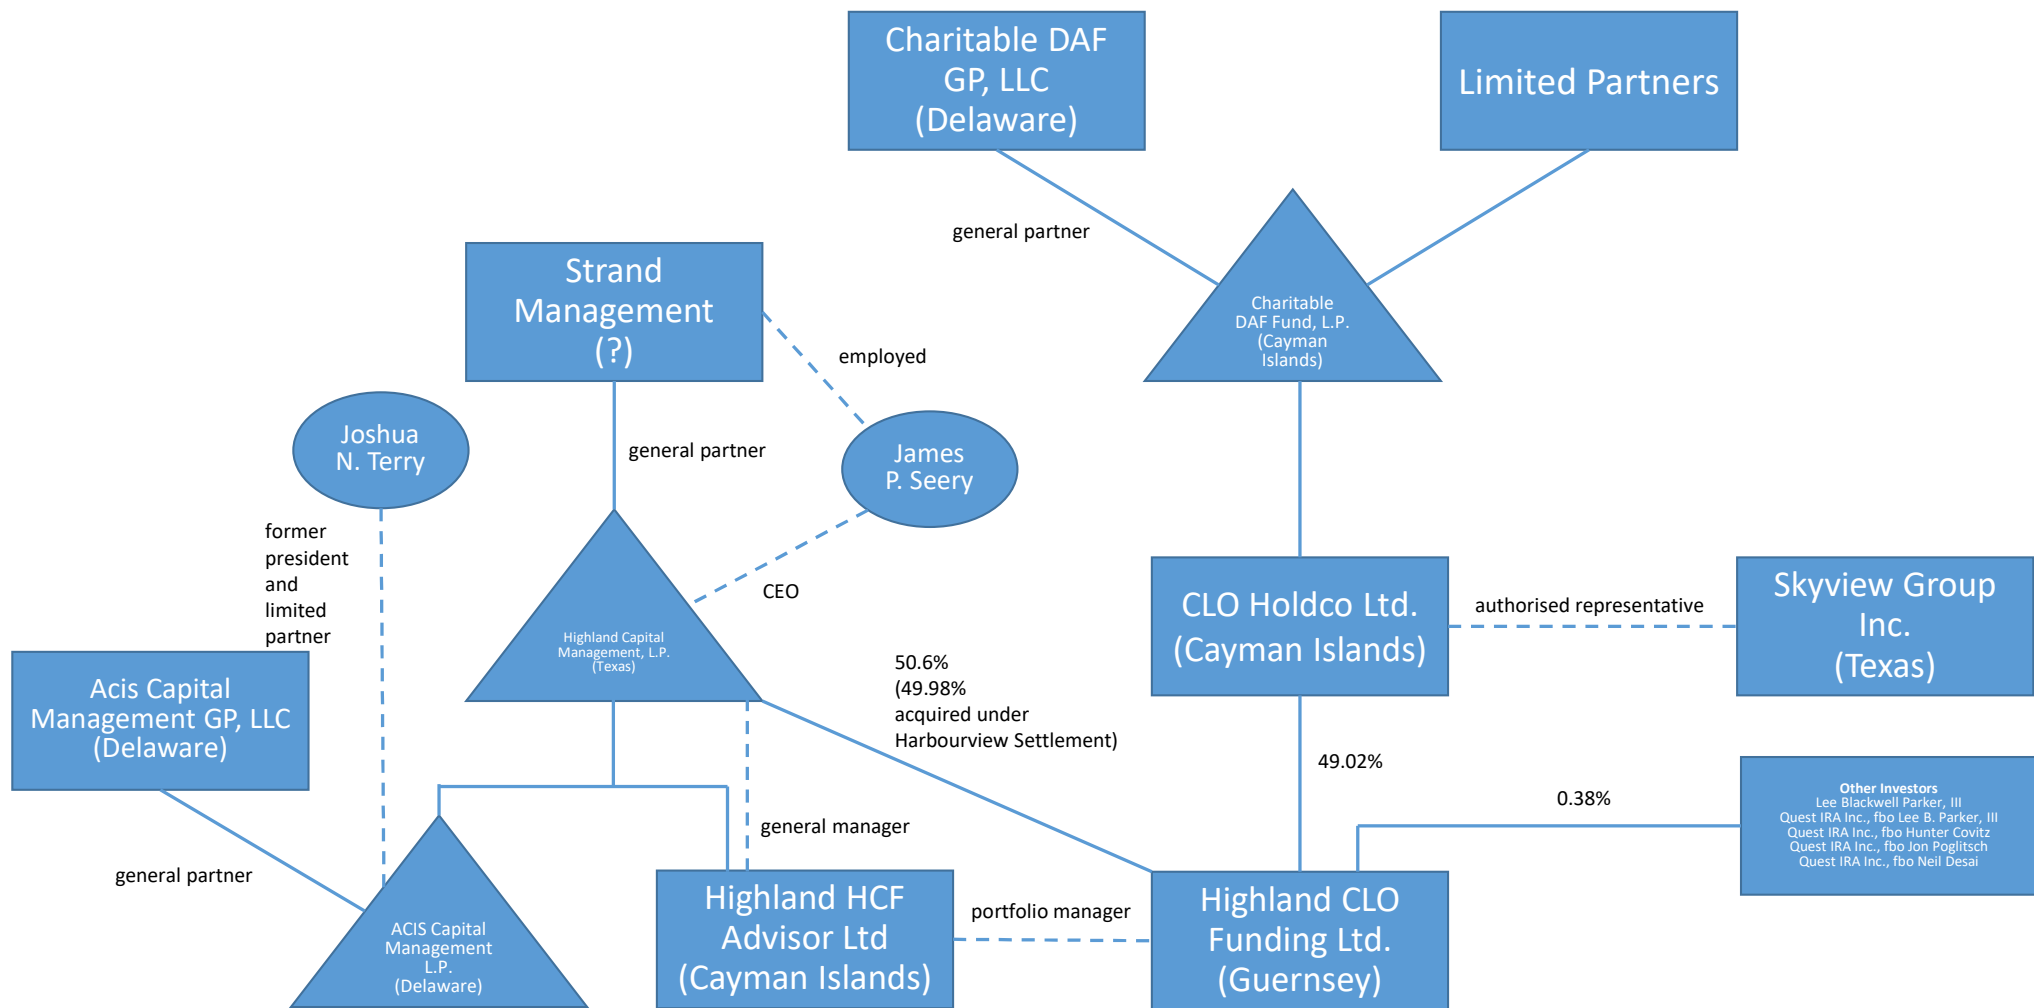 Charitable DAF
GP, LLC
(Delaware)
Limited Partners
general partner
Charitable
DAF Fund, L.P.
(Cayman
Islands)
Strand
Management
(?)
employed
Joshua
N. Terry
general partner
James
P. Seery
former
president
and
limited
partner
CEO
Highland Capital
Management, L.P.
(Texas)
CLO Holdco Ltd.
(Cayman Islands)
authorised representative
Skyview Group
Inc.
(Texas)
Acis Capital
Management GP, LLC
(Delaware)
50.6%
(49.98%
acquired under
Harbourview Settlement)
49.02%
0.38%
Other Investors
Lee Blackwell Parker, III
Quest IRA Inc., fbo Lee B. Parker, III
Quest IRA Inc., fbo Hunter Covitz
Quest IRA Inc., fbo Jon Poglitsch
Quest IRA Inc., fbo Neil Desai
general manager
general partner
ACIS Capital
Management
L.P.
(Delaware)
Highland HCF
Advisor Ltd
(Cayman Islands)
portfolio manager
Highland CLO
Funding Ltd.
(Guernsey)